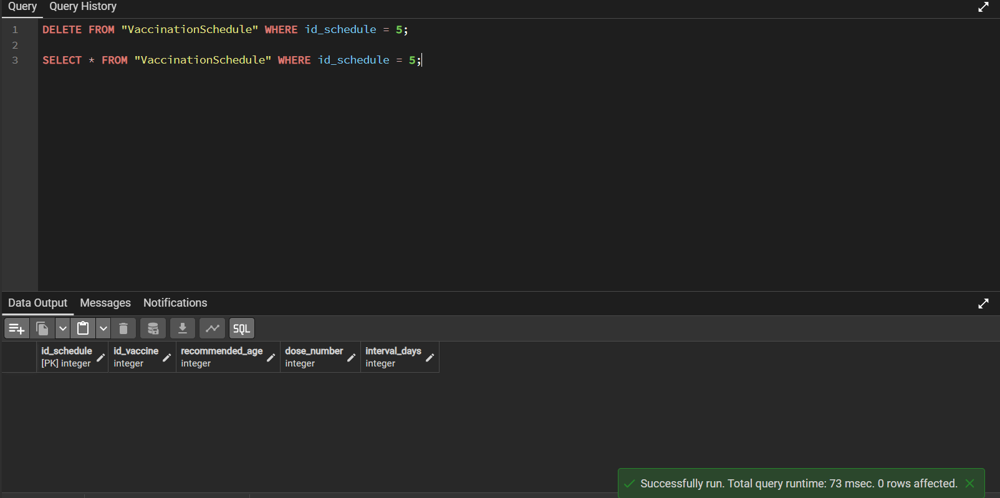 Query Query History
1 DELETE FROM "VaccinationSchedule" WHERE id_schedule = 5;
2
3 SELECT * FROM "VaccinationSchedule" WHERE id_schedule = 5;
Data Output Messages Notifications
SQL
id_schedule id_vaccine recommended_age dose_number interval_days
[PK] integer integer integer integer integer
Successfully run. Total query runtime: 73 msec. 0 rows affected.